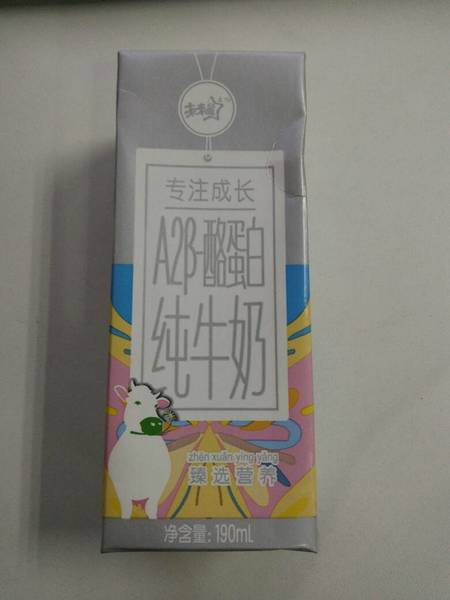 专注成长
A2β-酪蛋白
纯牛奶
zhēn xuǎn yíng yǎng
臻选营养
净含量: 190mL